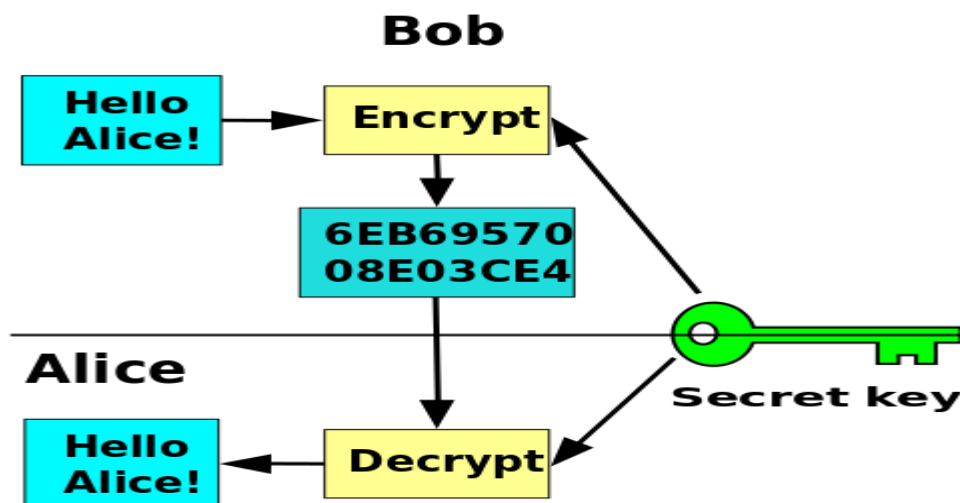 Bob
Hello
Alice!
Encrypt
6EB69570
08E03CE4
Alice
Secret key
Hello
Alice!
Decrypt